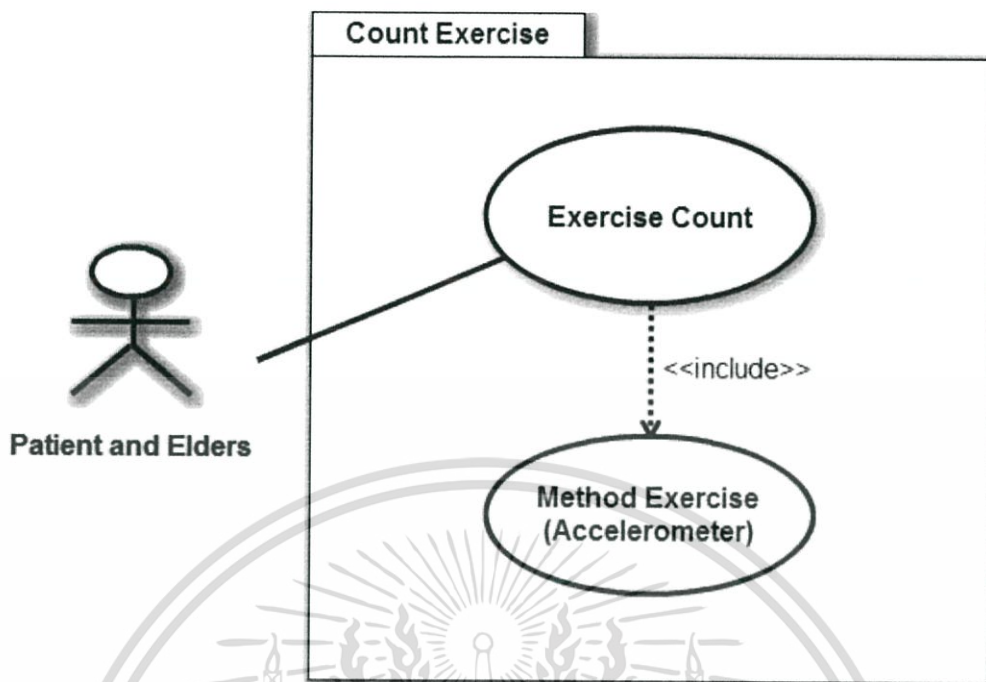 Count Exercise
Exercise Count
<<include>>
Patient and Elders
Method Exercise
(Accelerometer)